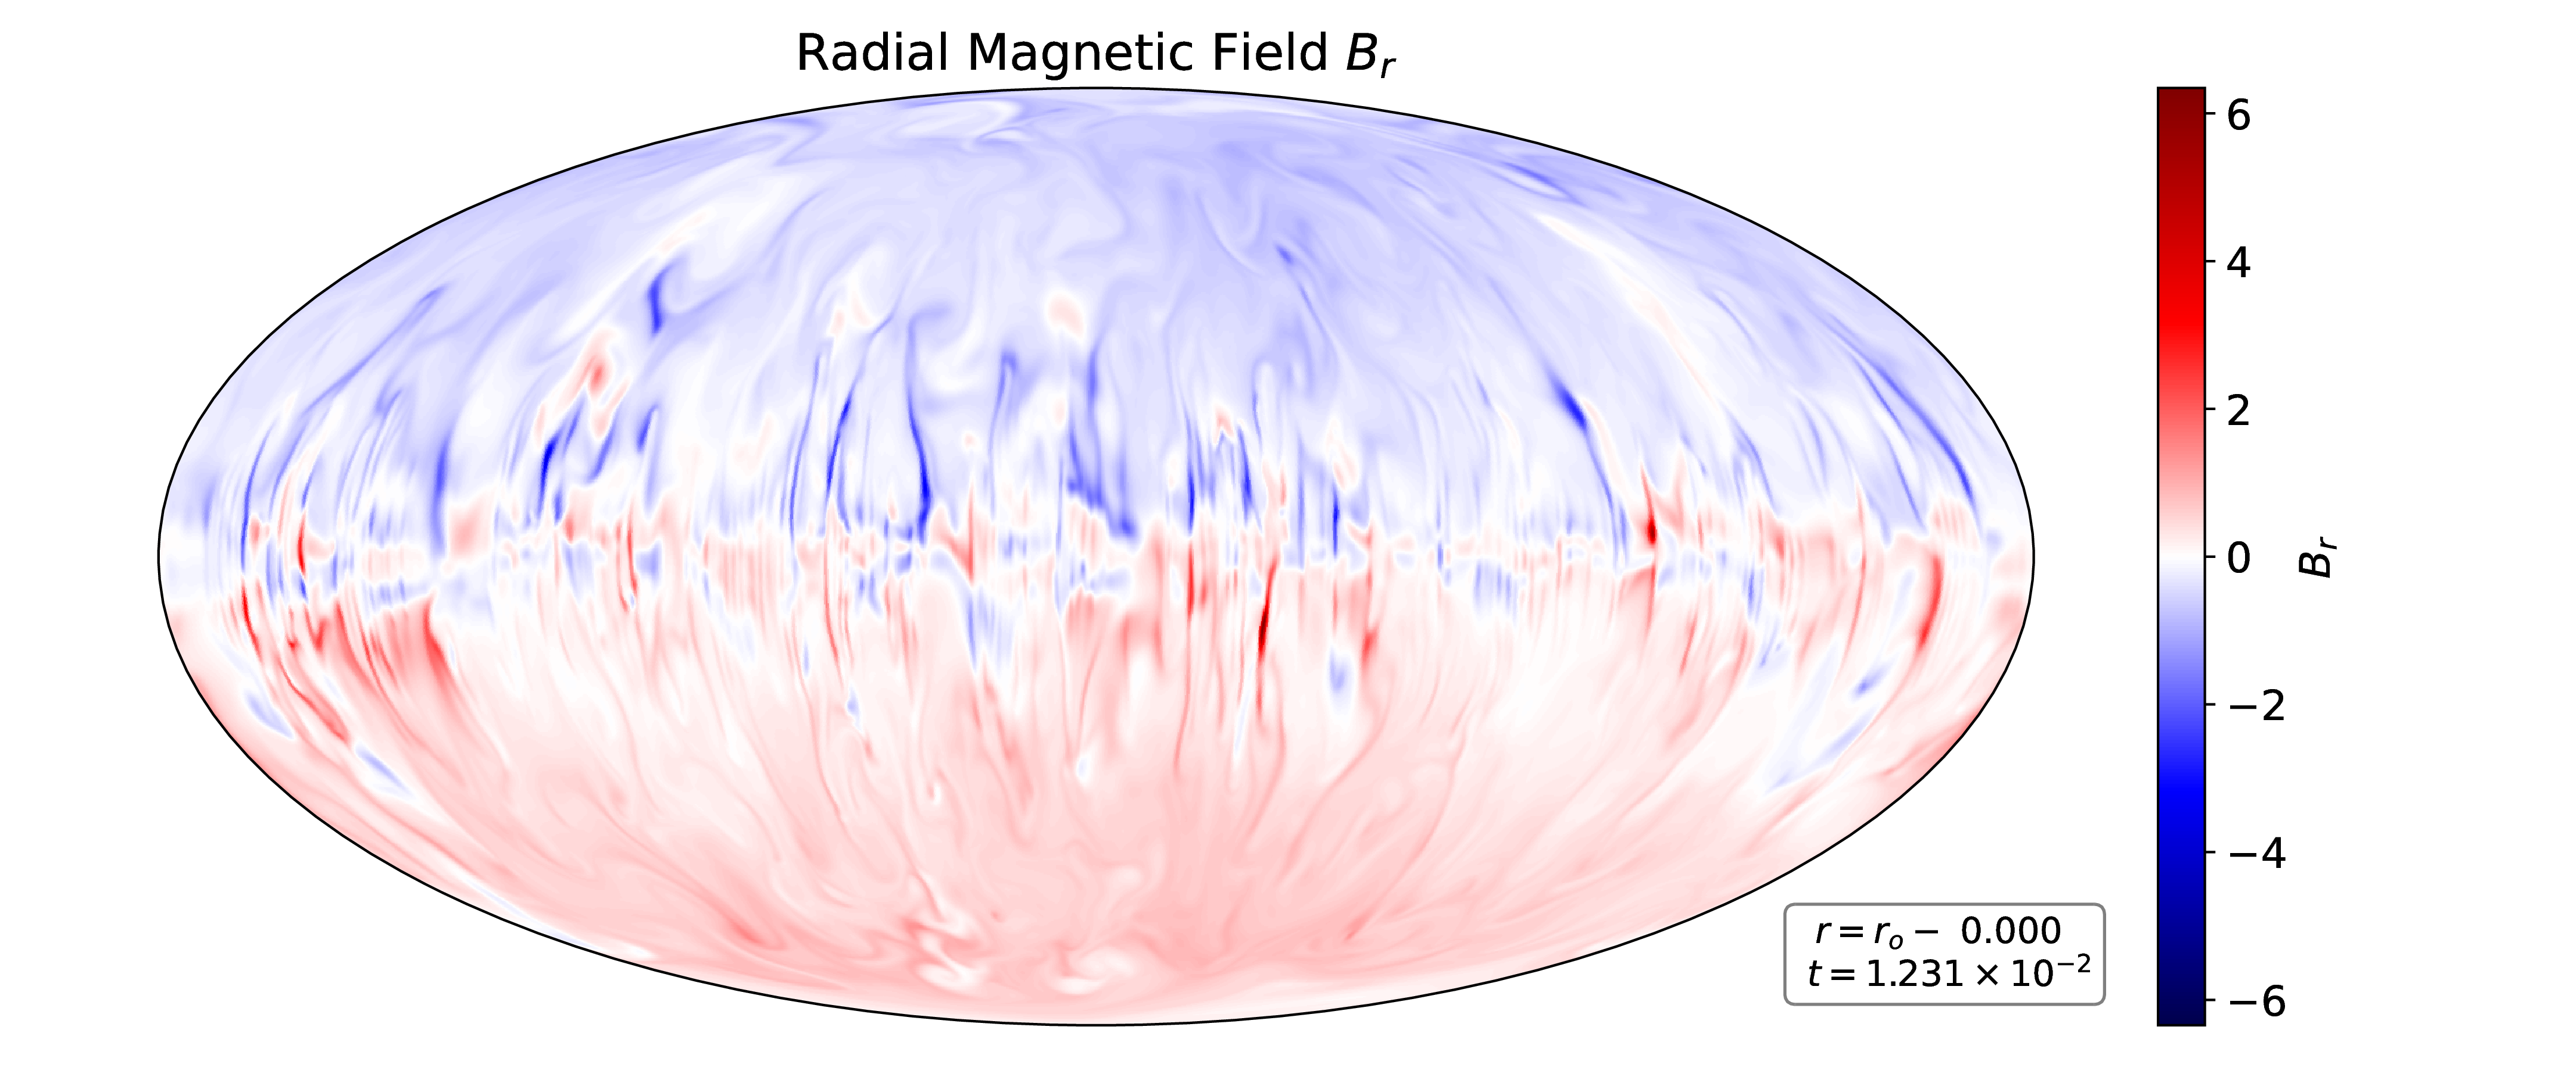 Radial Magnetic Field B_r
6
4
2
0
−2
−4
−6
B_r
r = r_o − 0.000
t = 1.231 × 10⁻²